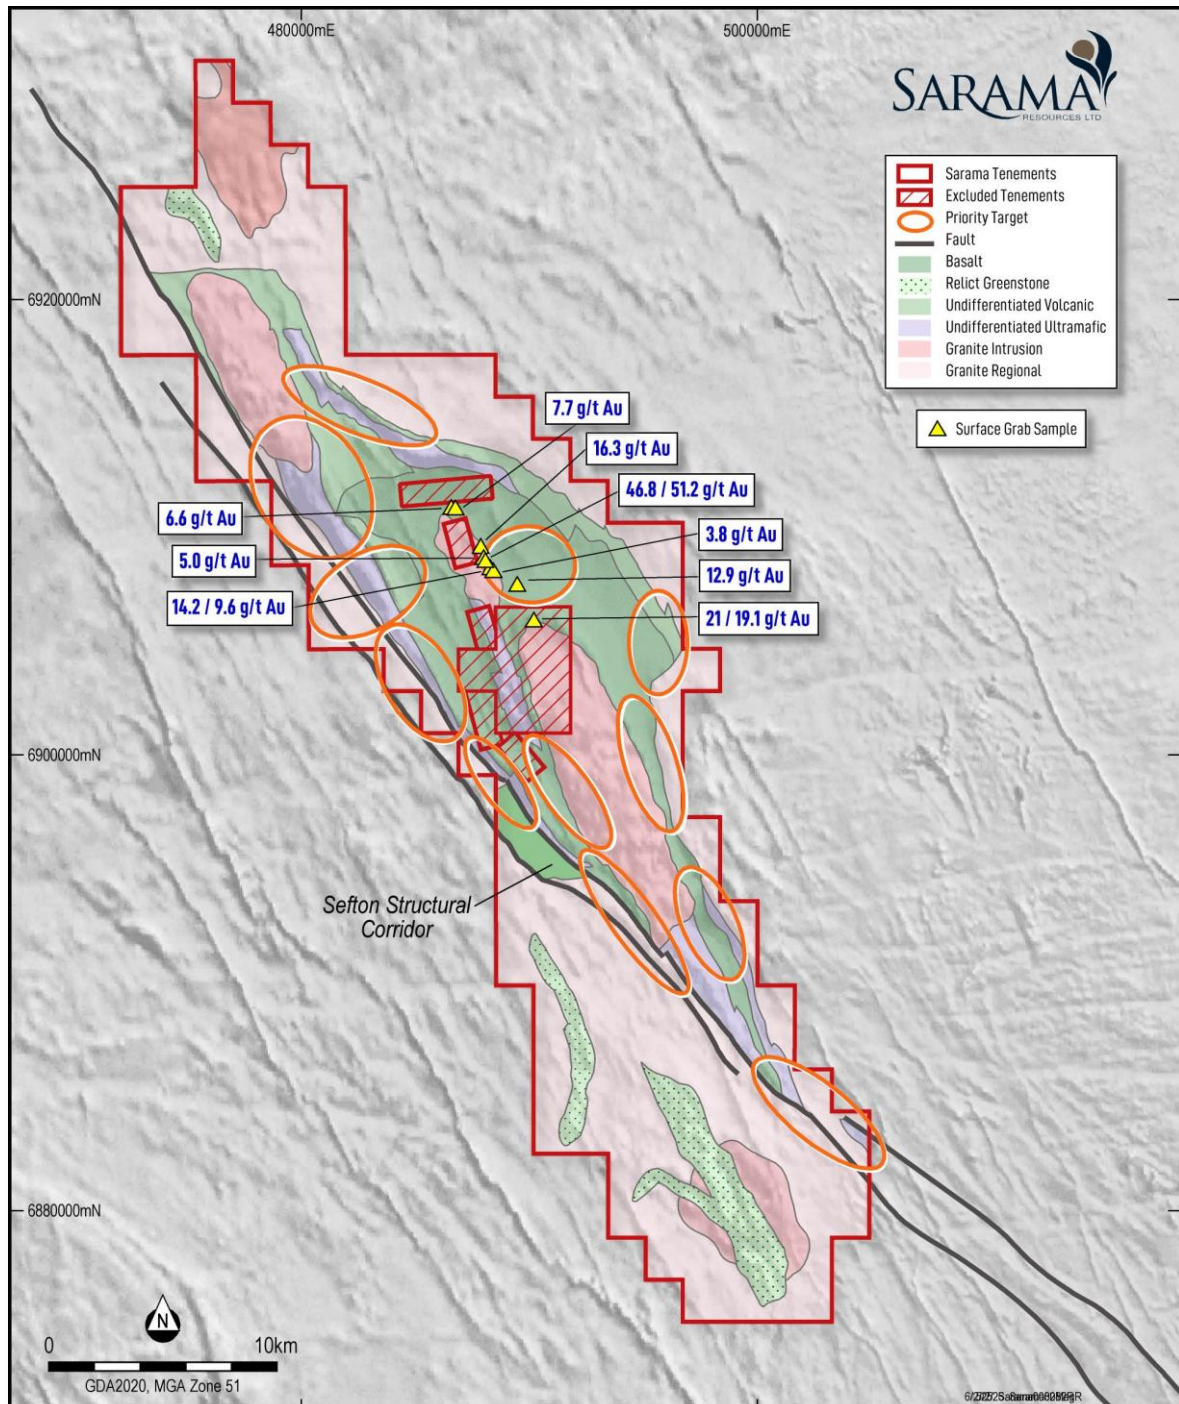 480000mE
500000mE
SARAMA
RESOURCES LTD
Sarama Tenements
Excluded Tenements
Priority Target
Fault
Basalt
Relict Greenstone
Undifferentiated Volcanic
Undifferentiated Ultramafic
Granite Intrusion
Granite Regional
Surface Grab Sample
6920000mN
7.7 g/t Au
16.3 g/t Au
46.8 / 51.2 g/t Au
6.6 g/t Au
3.8 g/t Au
5.0 g/t Au
12.9 g/t Au
14.2 / 9.6 g/t Au
21 / 19.1 g/t Au
6900000mN
Sefton Structural
Corridor
6880000mN
N
0 10km
GDA2020, MGA Zone 51